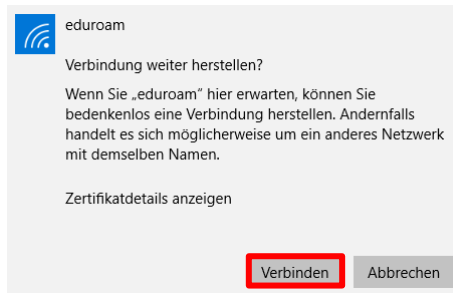 eduroam
Verbindung weiter herstellen?
Wenn Sie „eduroam“ hier erwarten, können Sie
bedenkenlos eine Verbindung herstellen. Andernfalls
handelt es sich möglicherweise um ein anderes Netzwerk
mit demselben Namen.
Zertifikatdetails anzeigen
Verbinden Abbrechen